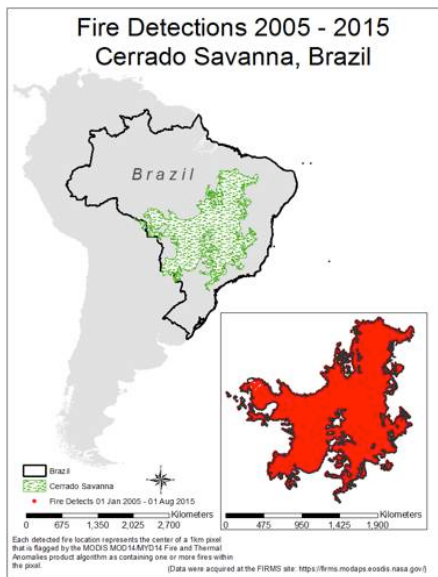 Fire Detections 2005 - 2015
Cerrado Savanna, Brazil
Brazil
Brazil
Cerrado Savanna
Fire Detects 01 Jan 2005 - 01 Aug 2015
Kilometers
0 675 1,350 2,025 2,700
Kilometers
0 475 950 1,425 1,900
Each detected fire location represents the center of a 1km pixel
that is flagged by the MODIS MOD14/MYD14 Fire and Thermal
Anomalies product algorithm as containing one or more fires within
the pixel.
(Data were acquired at the FIRMS site: https://firms.modaps.eosdis.nasa.gov/)